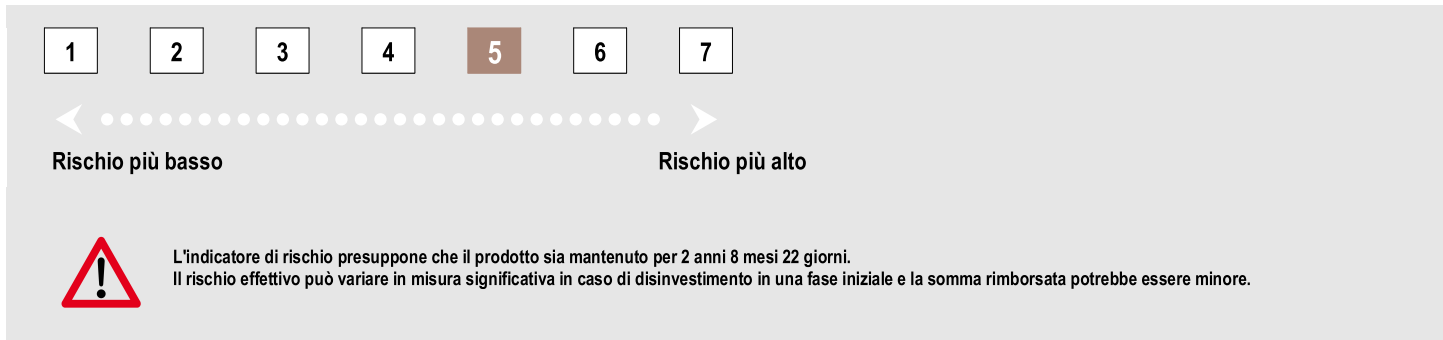 1 2 3 4 5 6 7
Rischio più basso Rischio più alto
L'indicatore di rischio presuppone che il prodotto sia mantenuto per 2 anni 8 mesi 22 giorni.
Il rischio effettivo può variare in misura significativa in caso di disinvestimento in una fase iniziale e la somma rimborsata potrebbe essere minore.